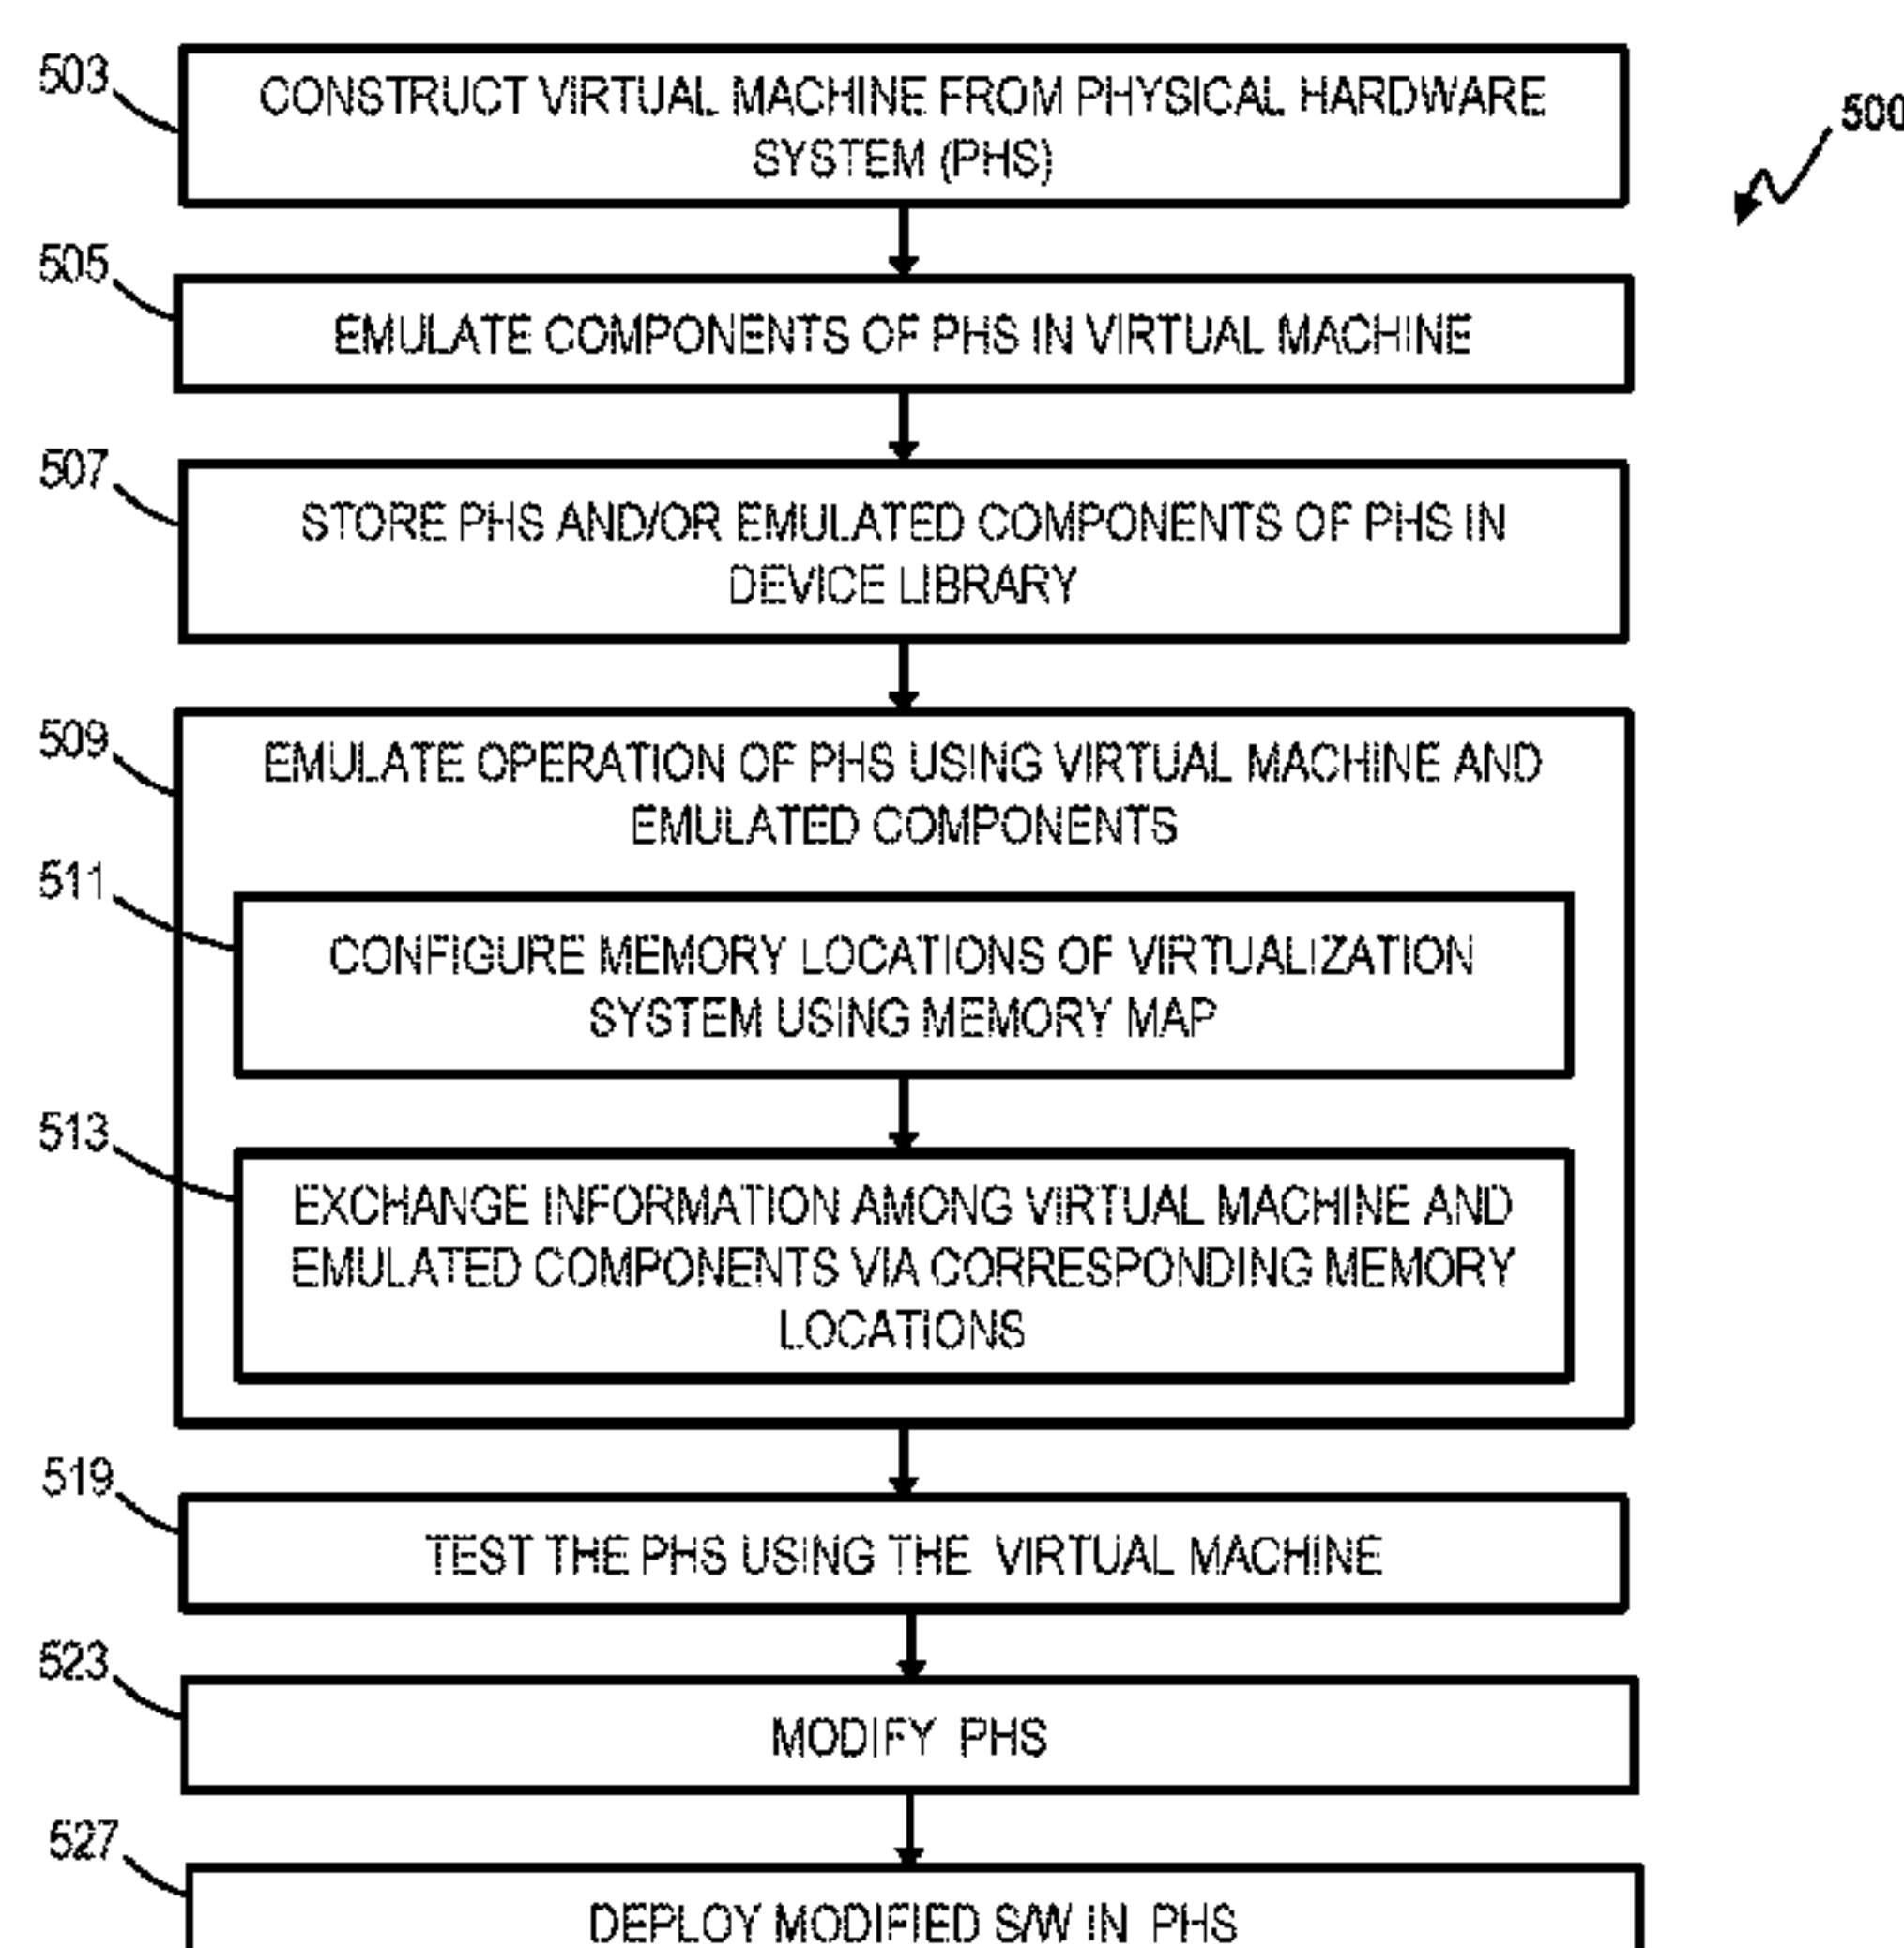 503
CONSTRUCT VIRTUAL MACHINE FROM PHYSICAL HARDWARE
SYSTEM (PHS)
500
505
EMULATE COMPONENTS OF PHS IN VIRTUAL MACHINE
507
STORE PHS AND/OR EMULATED COMPONENTS OF PHS IN
DEVICE LIBRARY
509
EMULATE OPERATION OF PHS USING VIRTUAL MACHINE AND
EMULATED COMPONENTS
511
CONFIGURE MEMORY LOCATIONS OF VIRTUALIZATION
SYSTEM USING MEMORY MAP
513
EXCHANGE INFORMATION AMONG VIRTUAL MACHINE AND
EMULATED COMPONENTS VIA CORRESPONDING MEMORY
LOCATIONS
519
TEST THE PHS USING THE VIRTUAL MACHINE
523
MODIFY PHS
527
DEPLOY MODIFIED S/W IN PHS